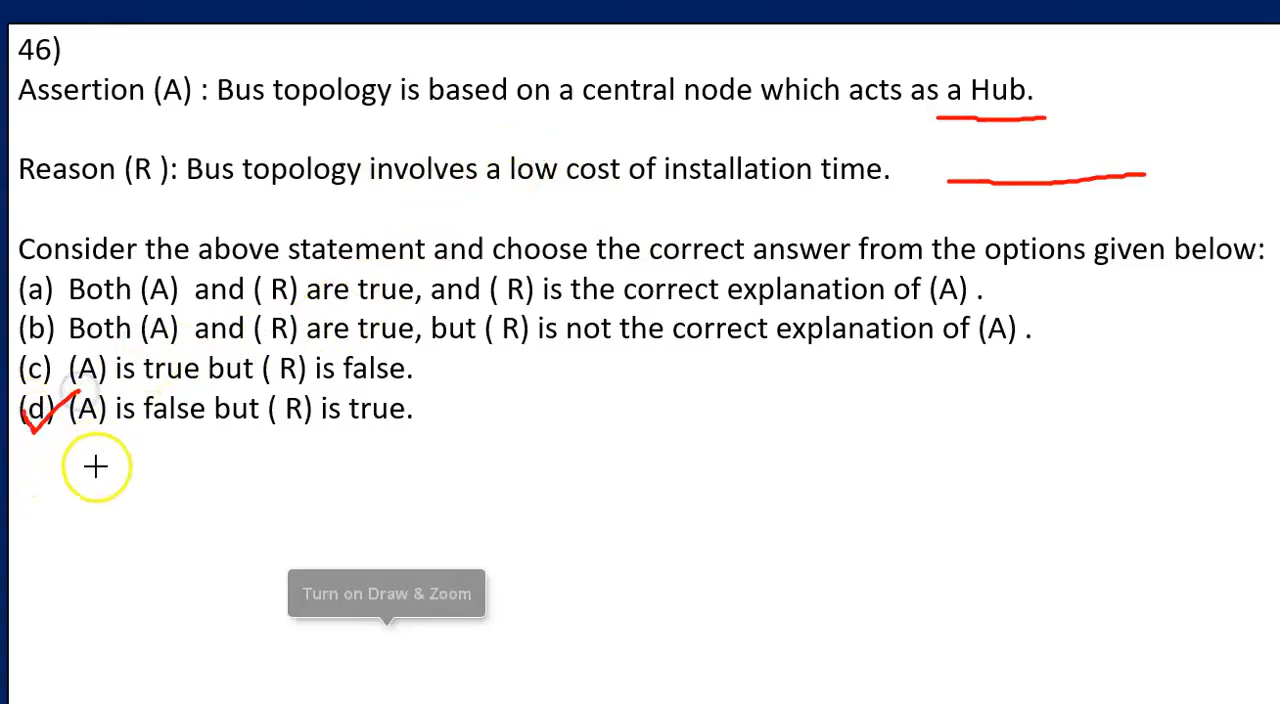 46)
Assertion (A) : Bus topology is based on a central node which acts as a Hub.
Reason (R ): Bus topology involves a low cost of installation time.
Consider the above statement and choose the correct answer from the options given below:
(a) Both (A) and ( R) are true, and ( R) is the correct explanation of (A) .
(b) Both (A) and ( R) are true, but ( R) is not the correct explanation of (A) .
(c) (A) is true but ( R) is false.
(d) (A) is false but ( R) is true.
Turn on Draw & Zoom